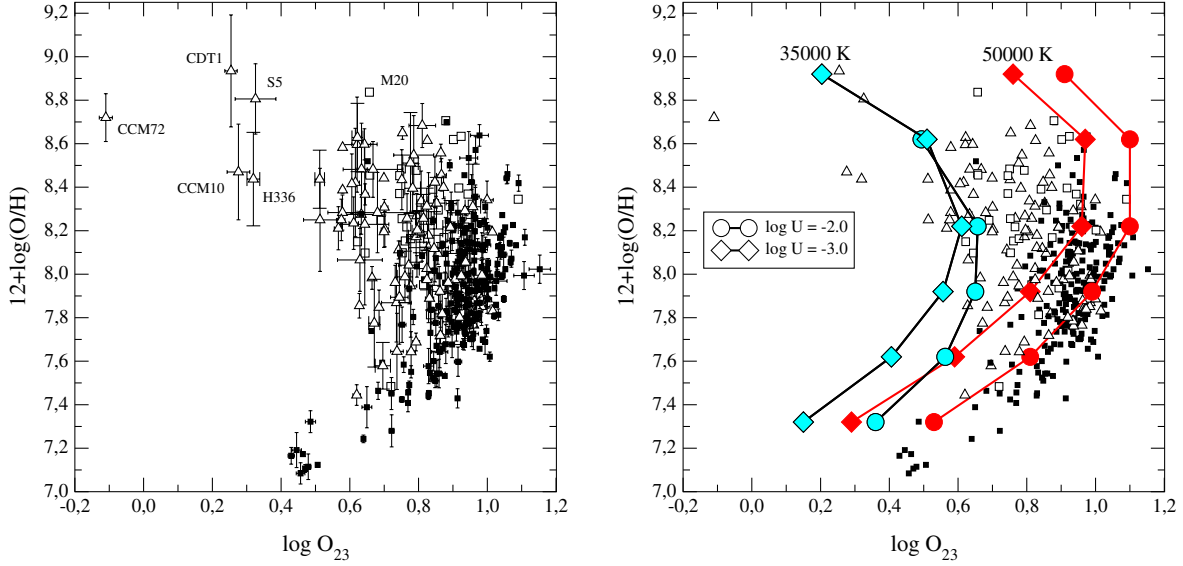 9,2
9,0
8,8
8,6
8,4
8,2
8,0
7,8
7,6
7,4
7,2
7,0
12+log(O/H)
CDT1
S5
M20
CCM72
CCM10
H336
-0,2 0,0 0,2 0,4 0,6 0,8 1,0 1,2
log O23
9,2
9,0
8,8
8,6
8,4
8,2
8,0
7,8
7,6
7,4
7,2
7,0
12+log(O/H)
35000 K
50000 K
log U = -2.0
log U = -3.0
-0,2 0,0 0,2 0,4 0,6 0,8 1,0 1,2
log O23